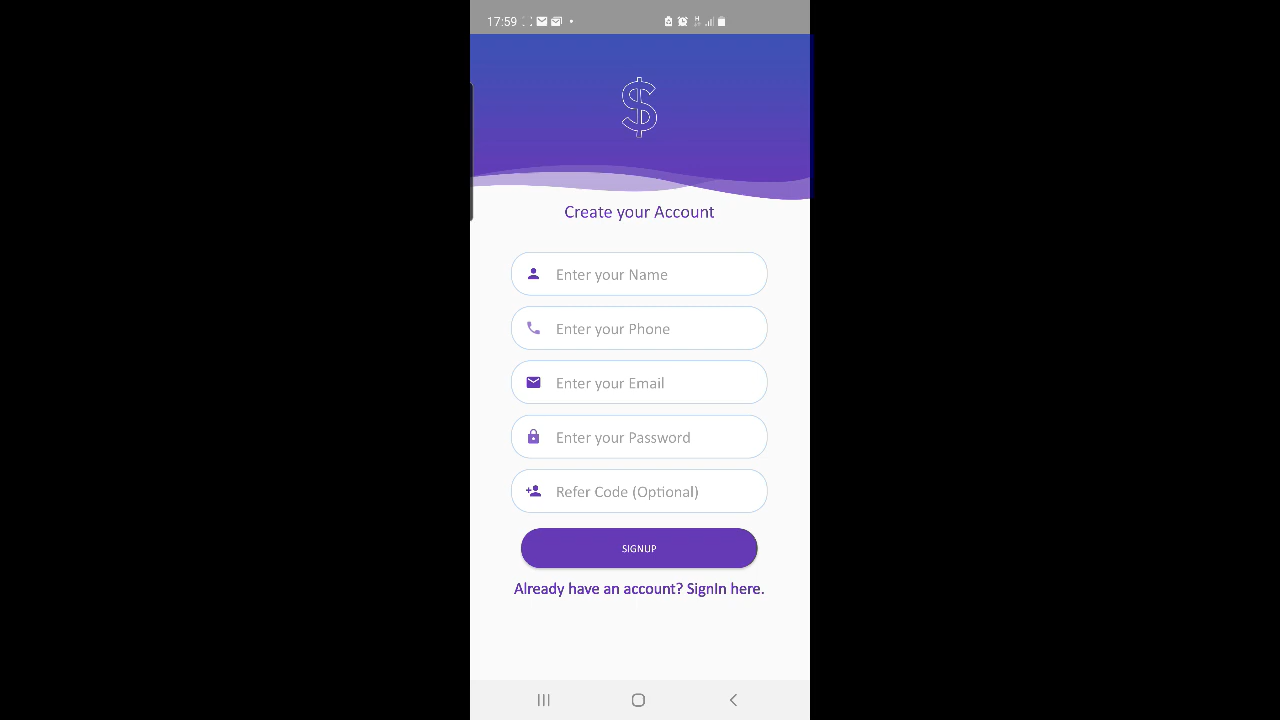 17:59
$
Create your Account
Enter your Name
Enter your Phone
Enter your Email
Enter your Password
Refer Code (Optional)
SIGNUP
Already have an account? SignIn here.